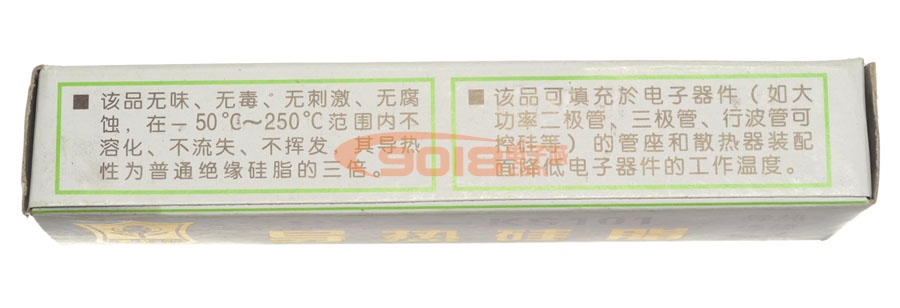 ■ 该品无味、无毒、无刺激、无腐
蚀，在－50℃～250℃范围内不
溶化、不流失、不挥发，其导热
性为普通绝缘硅脂的三倍。
■ 该品可填充於电子器件（如大
功率二极管、三极管、行波管可
控硅等）的管座和散热器装配
面降低电子器件的工作温度。
9018